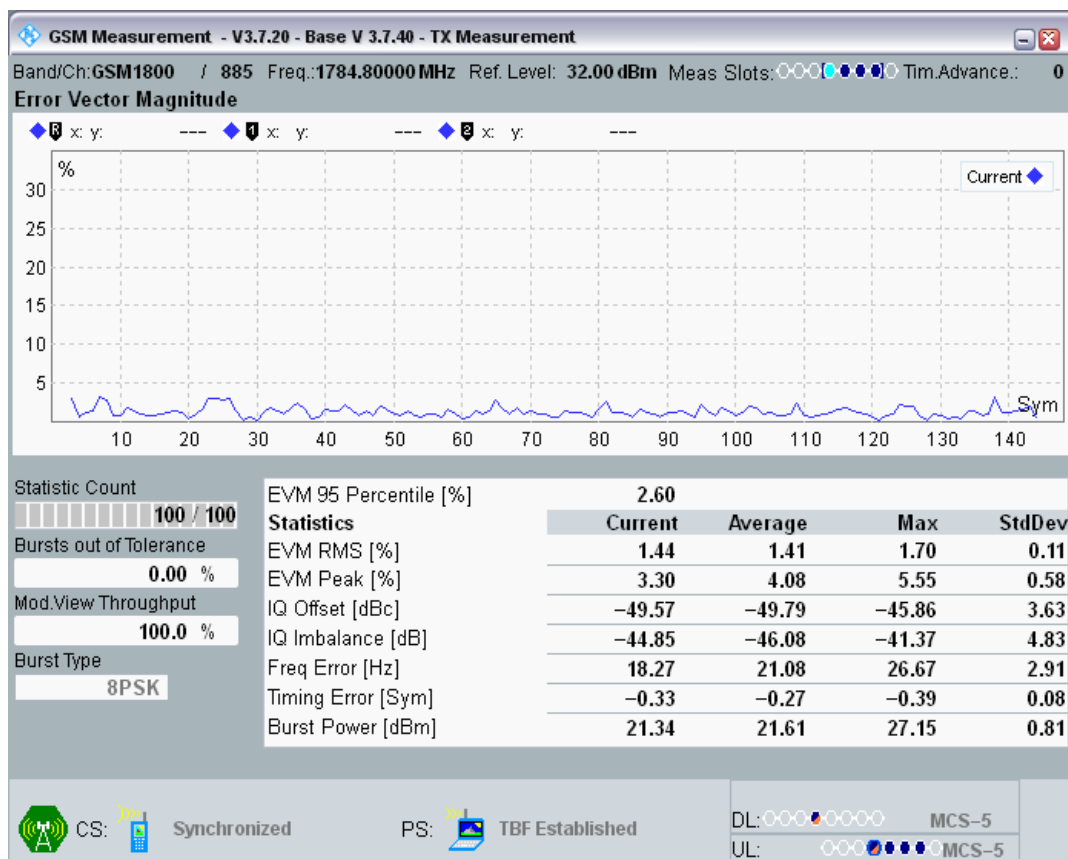 GSM Measurement - V3.7.20 - Base V 3.7.40 - TX Measurement
Band/Ch:GSM1800 / 885 Freq.:1784.80000 MHz Ref. Level: 32.00 dBm Meas Slots: Tim.Advance.: 0
Error Vector Magnitude
R x: y: --- 1 x: y: --- 2 x: y: ---
%
Current
30
25
20
15
10
5
Sym
10 20 30 40 50 60 70 80 90 100 110 120 130 140
Statistic Count
100 / 100
Bursts out of Tolerance
0.00 %
Mod.View Throughput
100.0 %
Burst Type
8PSK
EVM 95 Percentile [%] 2.60
Statistics Current Average Max StdDev
EVM RMS [%] 1.44 1.41 1.70 0.11
EVM Peak [%] 3.30 4.08 5.55 0.58
IQ Offset [dBc] −49.57 −49.79 −45.86 3.63
IQ Imbalance [dB] −44.85 −46.08 −41.37 4.83
Freq Error [Hz] 18.27 21.08 26.67 2.91
Timing Error [Sym] −0.33 −0.27 −0.39 0.08
Burst Power [dBm] 21.34 21.61 27.15 0.81
CS: Synchronized PS: TBF Established
DL: MCS−5
UL: MCS−5